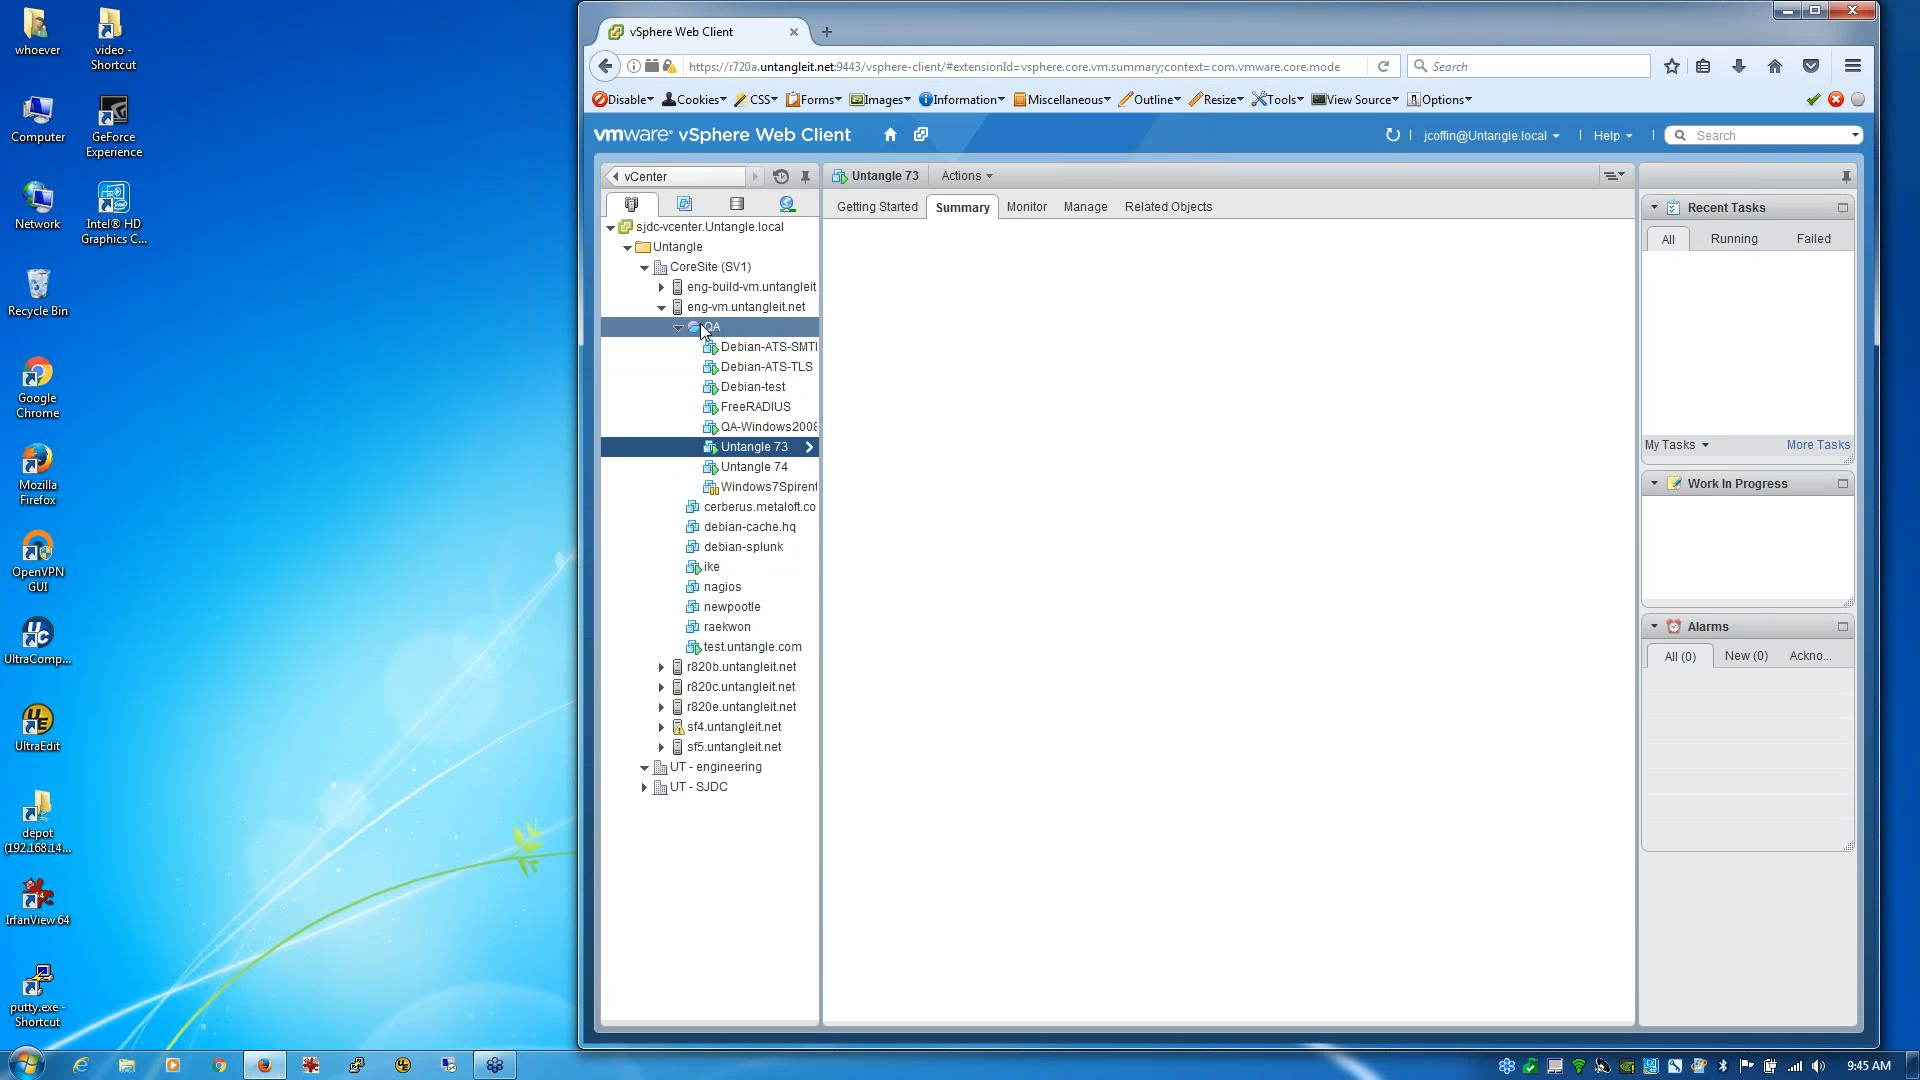 whoever
video -
Shortcut
Computer
GeForce
Experience
Network
Intel® HD
Graphics C...
Recycle Bin
Google
Chrome
Mozilla
Firefox
OpenVPN
GUI
UltraComp...
UltraEdit
depot
(192.168.14...
IrfanView 64
putty.exe -
Shortcut
vSphere Web Client
https://r720a.untangleit.net:9443/vsphere-client/#extensionId=vsphere.core.vm.summary;context=com.vmware.core.mode
Search
Disable Cookies CSS Forms Images Information Miscellaneous Outline Resize Tools View Source Options
vmware® vSphere Web Client
jcoffin@Untangle.local
Help
Search
vCenter
Untangle 73
Actions
Getting Started
Summary
Monitor
Manage
Related Objects
sjdc-vcenter.Untangle.local
Untangle
CoreSite (SV1)
eng-build-vm.untangleit
eng-vm.untangleit.net
QA
Debian-ATS-SMT
Debian-ATS-TLS
Debian-test
FreeRADIUS
QA-Windows2008
Untangle 73
Untangle 74
Windows7Spirent
cerberus.metaloft.co
debian-cache.hq
debian-splunk
ike
nagios
newpootle
raekwon
test.untangle.com
r820b.untangleit.net
r820c.untangleit.net
r820e.untangleit.net
sf4.untangleit.net
sf5.untangleit.net
UT - engineering
UT - SJDC
Recent Tasks
All
Running
Failed
My Tasks
More Tasks
Work In Progress
Alarms
All (0)
New (0)
Ackno...
9:45 AM